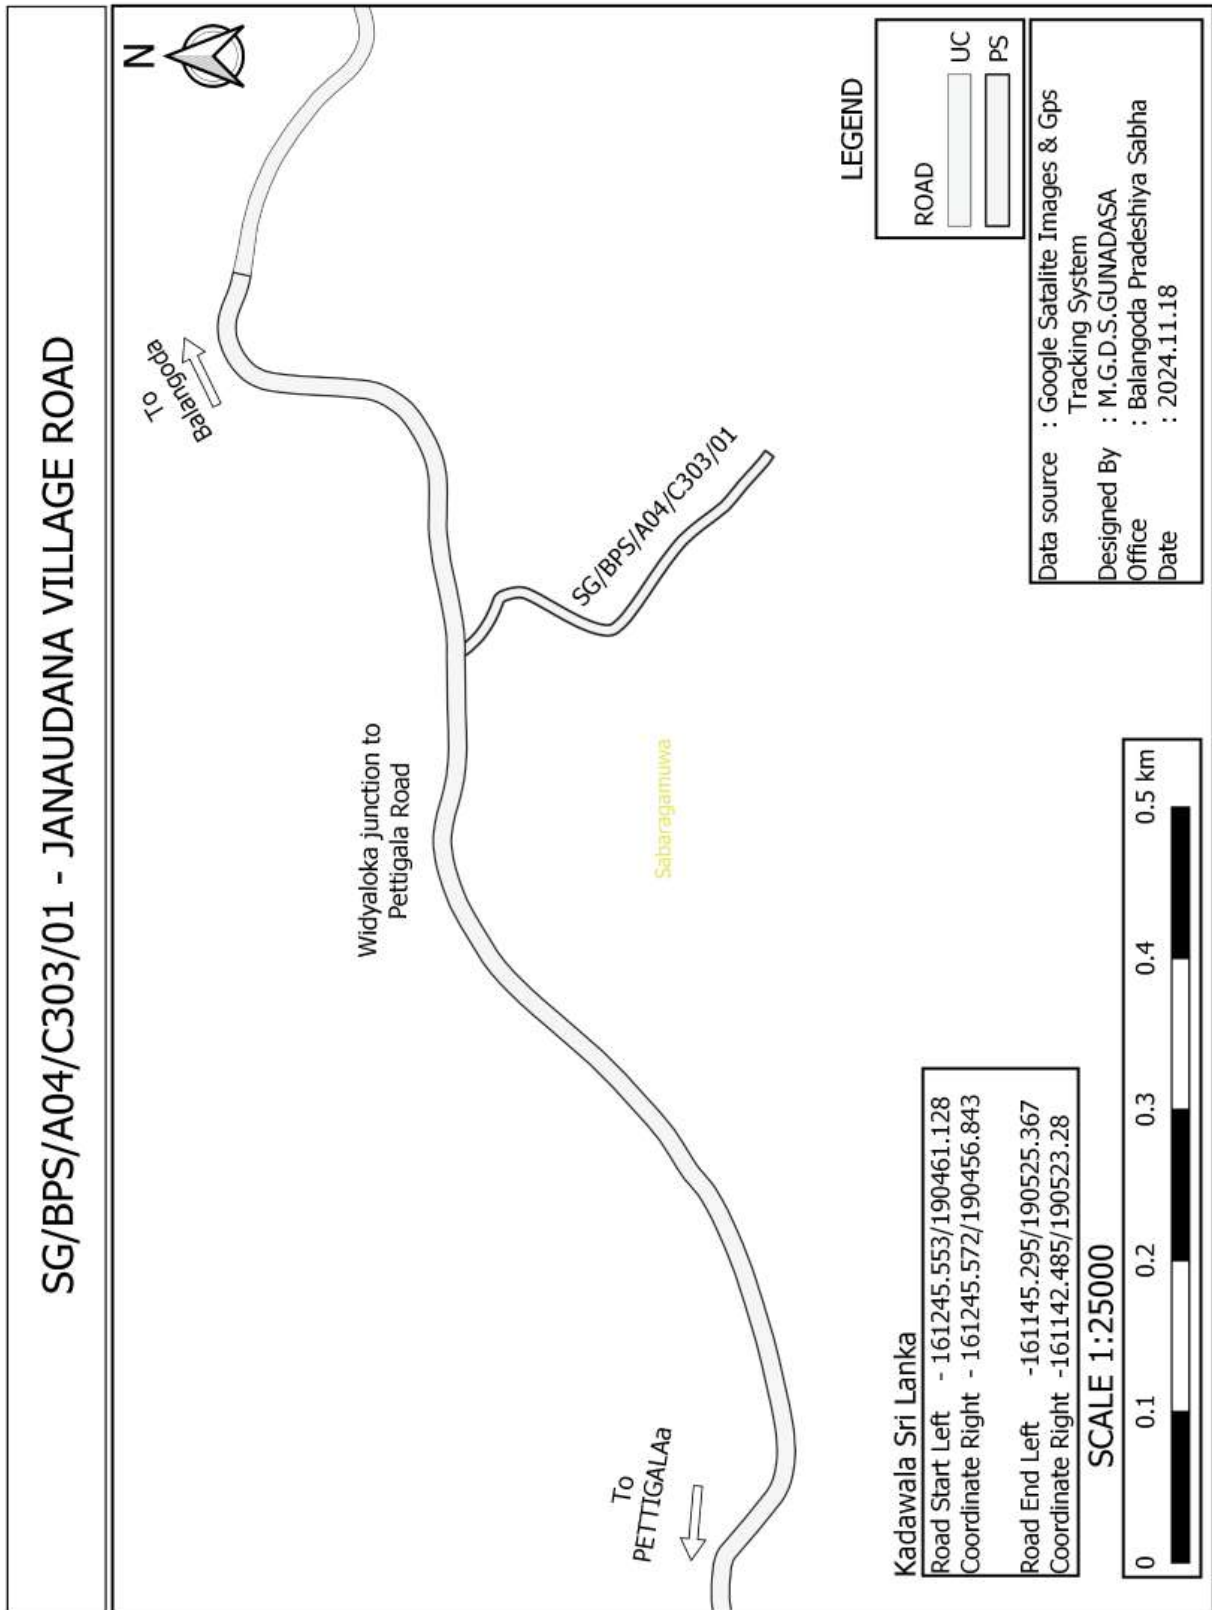 SG/BPS/A04/C303/01 - JANAUDANA VILLAGE ROAD
N
To
Balangoda
Widyaloka junction to
Pettigala Road
SG/BPS/A04/C303/01
Sabaragamuwa
To
PETTIGALAa
LEGEND
ROAD
UC
PS
Kadawala Sri Lanka
Road Start Left - 161245.553/190461.128
Coordinate Right - 161245.572/190456.843
Road End Left -161145.295/190525.367
Coordinate Right -161142.485/190523.28
SCALE 1:25000
0 0.1 0.2 0.3 0.4 0.5 km
Data source : Google Satalite Images & Gps
Tracking System
Designed By : M.G.D.S.GUNADASA
Office : Balangoda Pradeshiya Sabha
Date : 2024.11.18